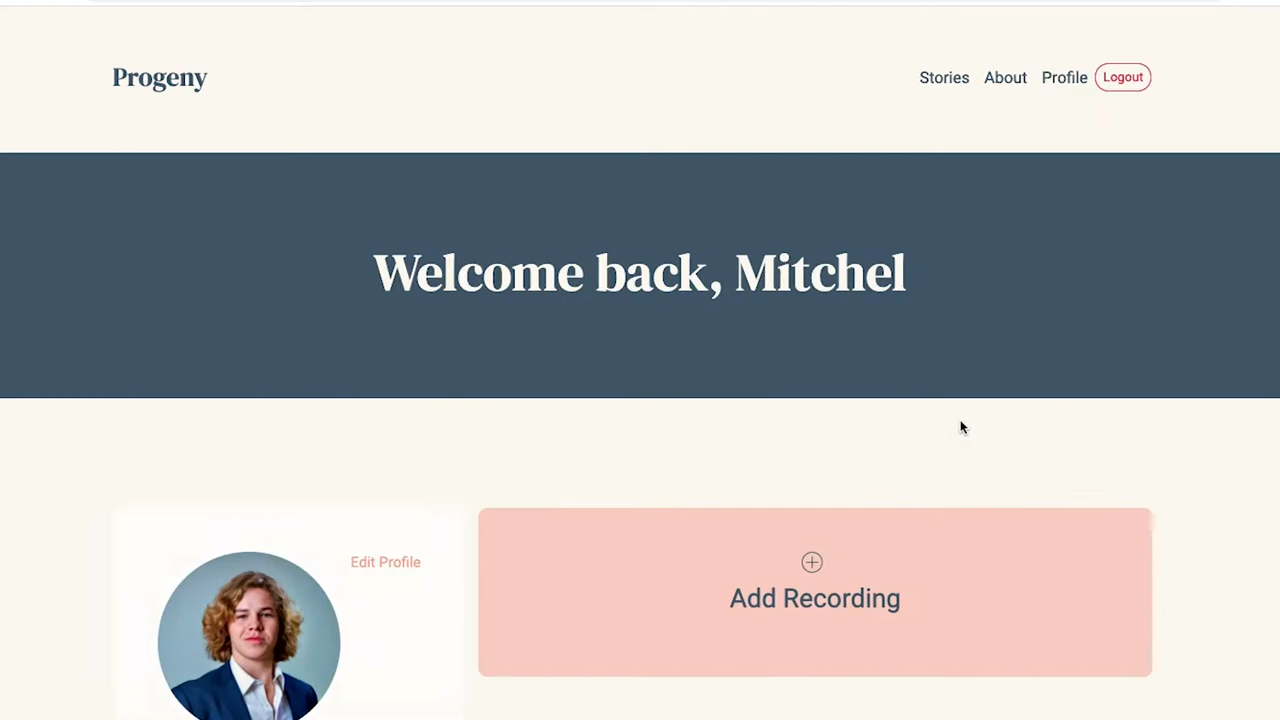 Progeny
Stories About Profile Logout
Welcome back, Mitchel
Edit Profile
Add Recording